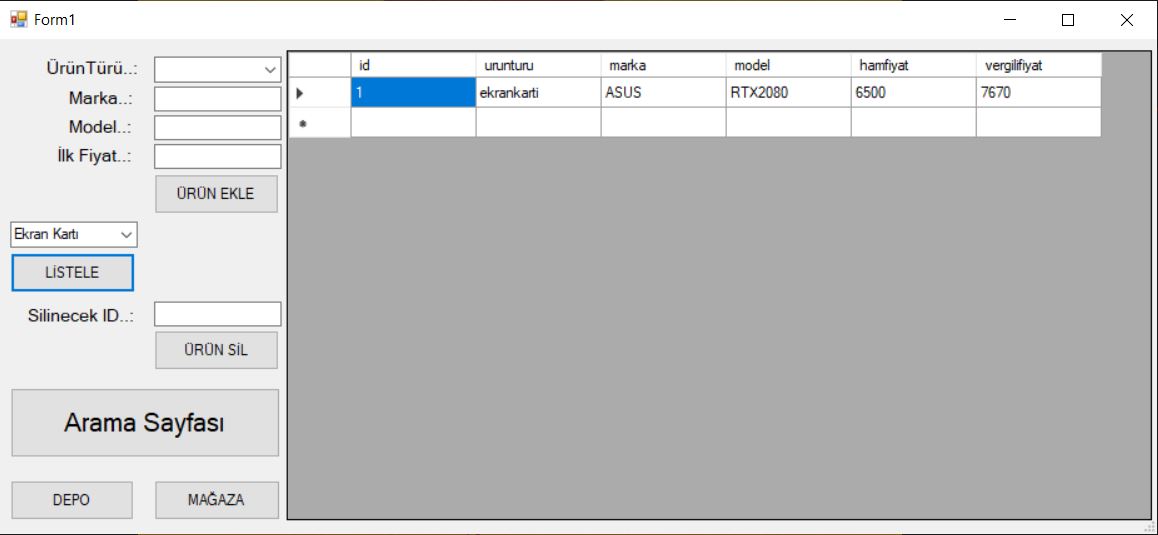 Form1
ÜrünTürü..:
Marka..:
Model..:
İlk Fiyat..:
ÜRÜN EKLE
Ekran Kartı
LİSTELE
Silinecek ID..:
ÜRÜN SİL
Arama Sayfası
DEPO MAĞAZA
id urunturu marka model hamfiyat vergilifiyat
1 ekrankarti ASUS RTX2080 6500 7670